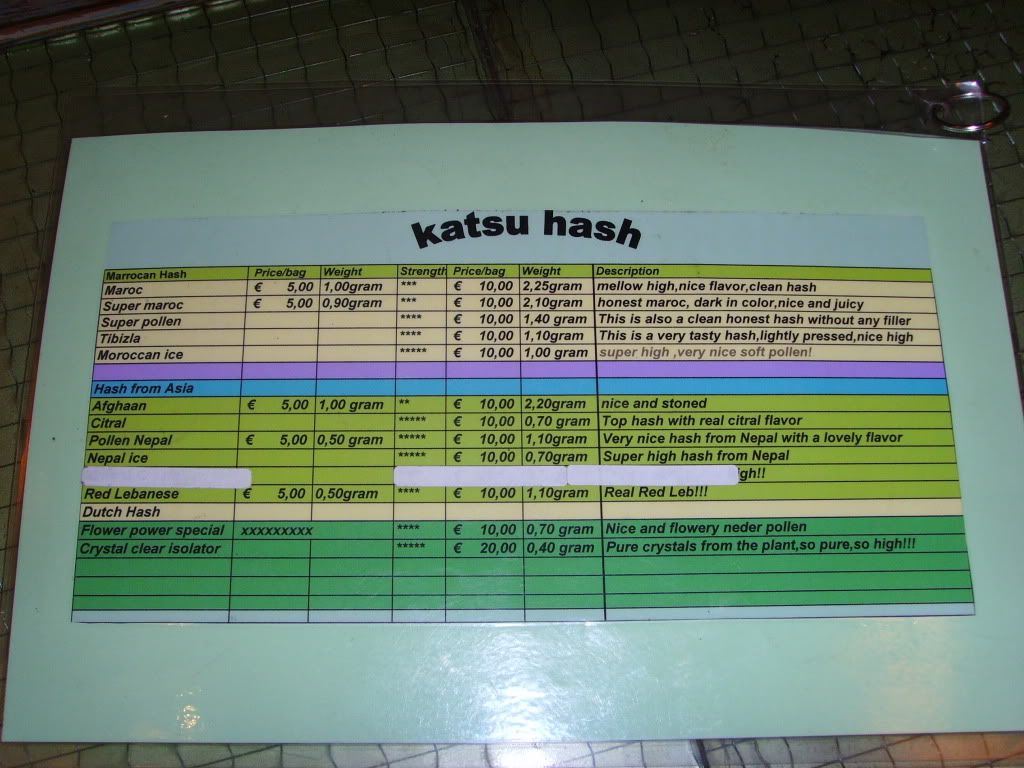 katsu hash
Marrocan Hash Price/bag Weight Strength Price/bag Weight Description
Maroc € 5,00 1,00gram *** € 10,00 2,25gram mellow high,nice flavor,clean hash
Super maroc € 5,00 0,90gram *** € 10,00 2,10gram honest maroc, dark in color,nice and juicy
Super pollen **** € 10,00 1,40 gram This is also a clean honest hash without any filler
Tibizla **** € 10,00 1,10gram This is a very tasty hash,lightly pressed,nice high
Moroccan ice ***** € 10,00 1,00 gram super high ,very nice soft pollen!
Hash from Asia
Afghaan € 5,00 1,00 gram ** € 10,00 2,20gram nice and stoned
Citral ***** € 10,00 0,70 gram Top hash with real citral flavor
Pollen Nepal € 5,00 0,50 gram ***** € 10,00 1,10gram Very nice hash from Nepal with a lovely flavor
Nepal ice ***** € 10,00 0,70gram Super high hash from Nepal
gh!!
Red Lebanese € 5,00 0,50gram **** € 10,00 1,10gram Real Red Leb!!!
Dutch Hash
Flower power special xxxxxxxxx **** € 10,00 0,70 gram Nice and flowery neder pollen
Crystal clear isolator ***** € 20,00 0,40 gram Pure crystals from the plant,so pure,so high!!!